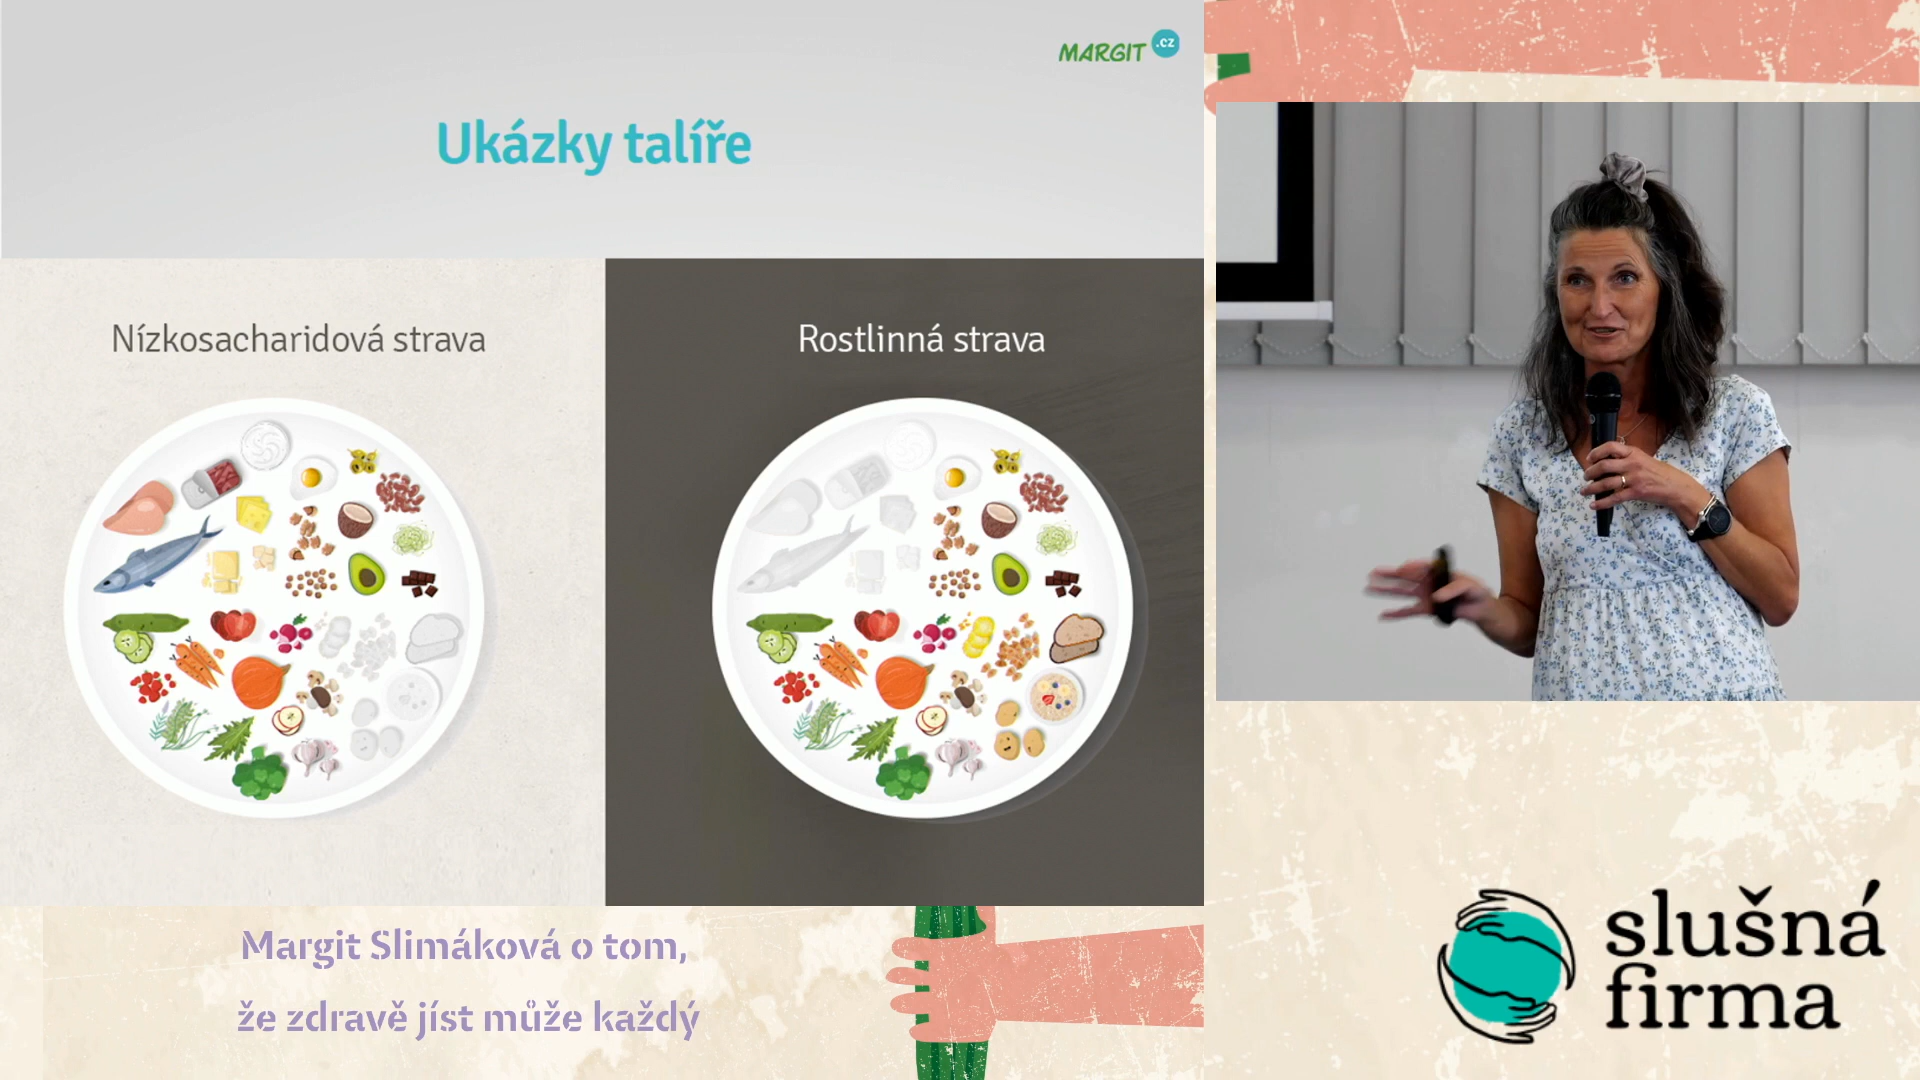 MARGIT .cz
Ukázky talíře
Nízkosacharidová strava
Rostlinná strava
Margit Slimáková o tom,
že zdravě jíst může každý
slušná
firma